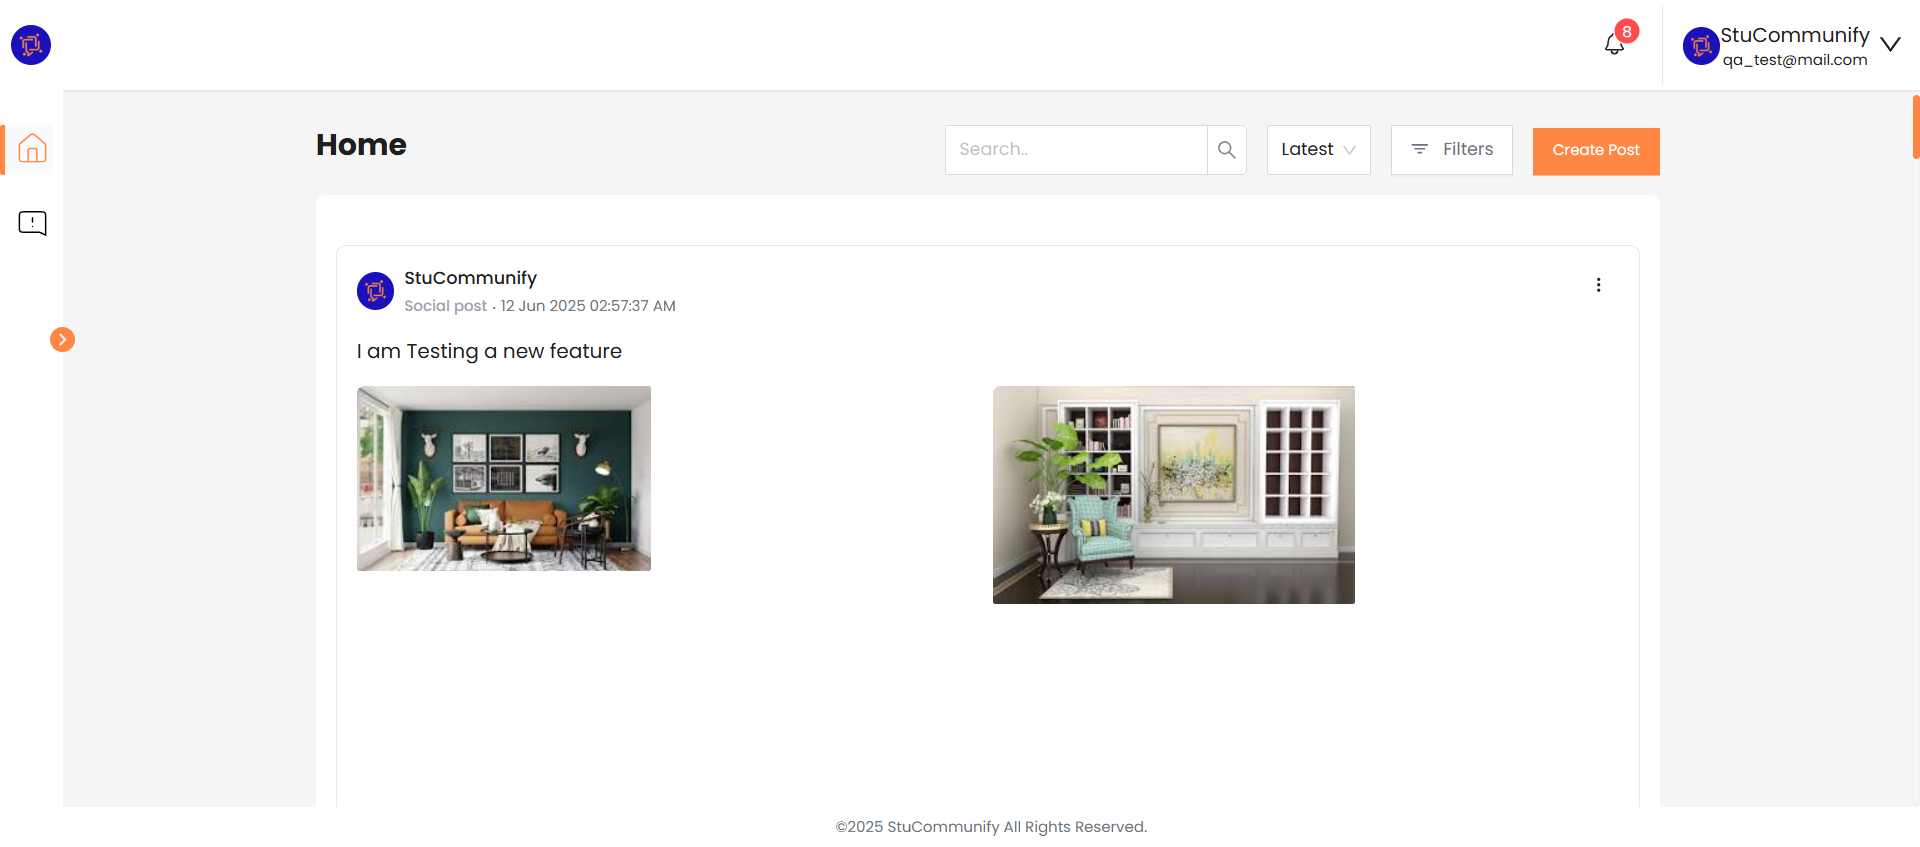 8
StuCommunify
qa_test@mail.com
Home
Search..
Latest
Filters
Create Post
StuCommunify
Social post · 12 Jun 2025 02:57:37 AM
I am Testing a new feature
©2025 StuCommunify All Rights Reserved.